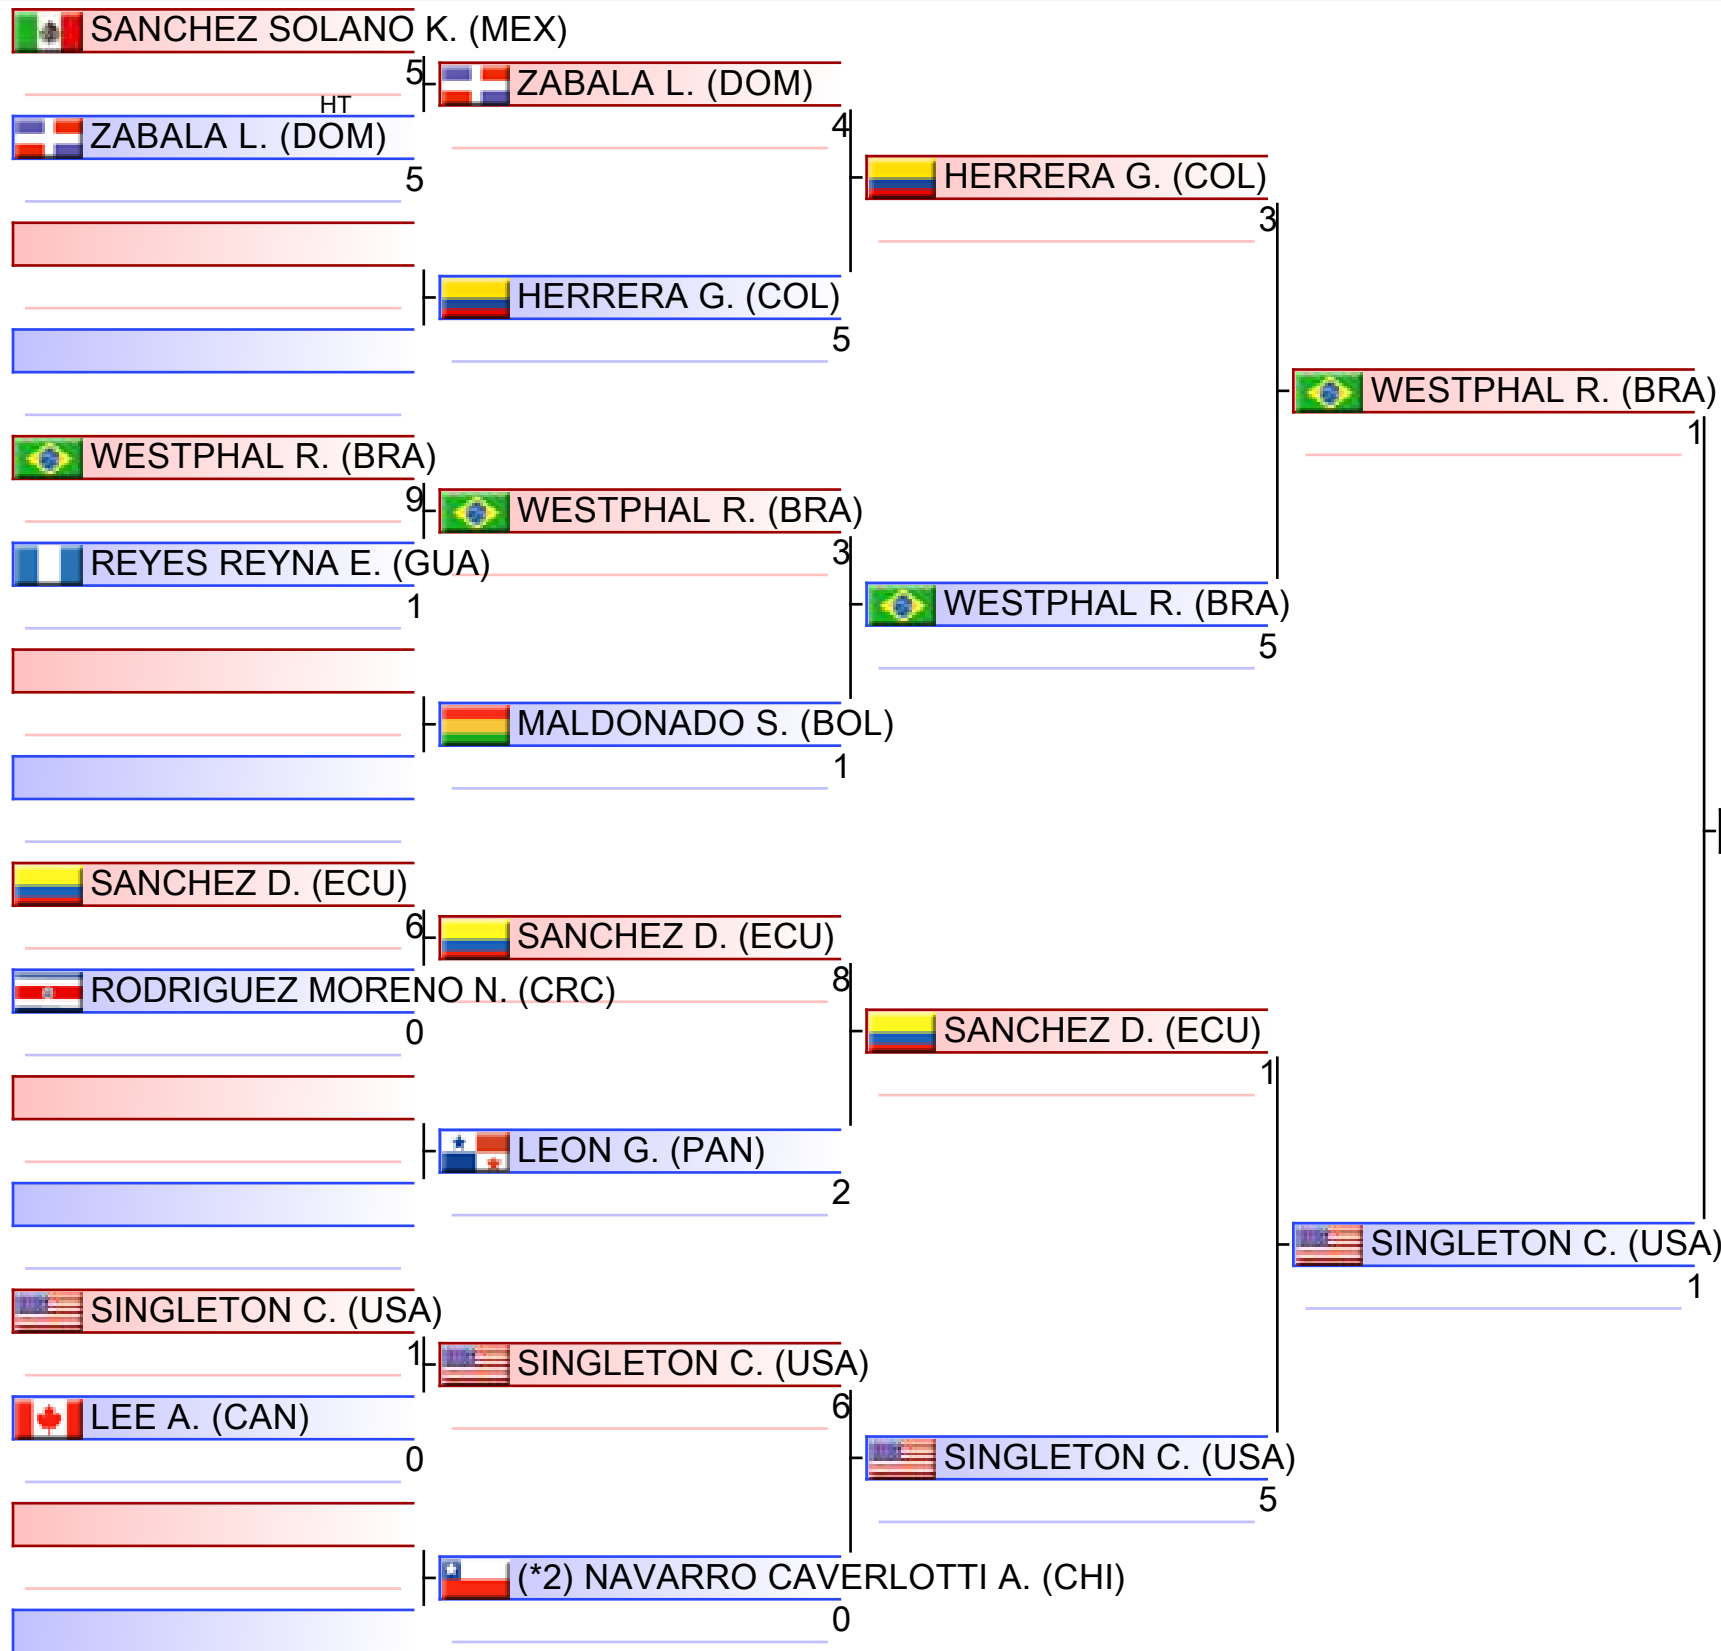 SANCHEZ SOLANO K. (MEX)
5
HT
ZABALA L. (DOM)
5
WESTPHAL R. (BRA)
9
REYES REYNA E. (GUA)
1
SANCHEZ D. (ECU)
6
RODRIGUEZ MORENO N. (CRC)
0
SINGLETON C. (USA)
1
LEE A. (CAN)
0
ZABALA L. (DOM)
4
HERRERA G. (COL)
5
WESTPHAL R. (BRA)
3
MALDONADO S. (BOL)
1
SANCHEZ D. (ECU)
8
LEON G. (PAN)
2
SINGLETON C. (USA)
6
(*2) NAVARRO CAVERLOTTI A. (CHI)
0
HERRERA G. (COL)
3
WESTPHAL R. (BRA)
5
SANCHEZ D. (ECU)
1
SINGLETON C. (USA)
5
WESTPHAL R. (BRA)
1
SINGLETON C. (USA)
1